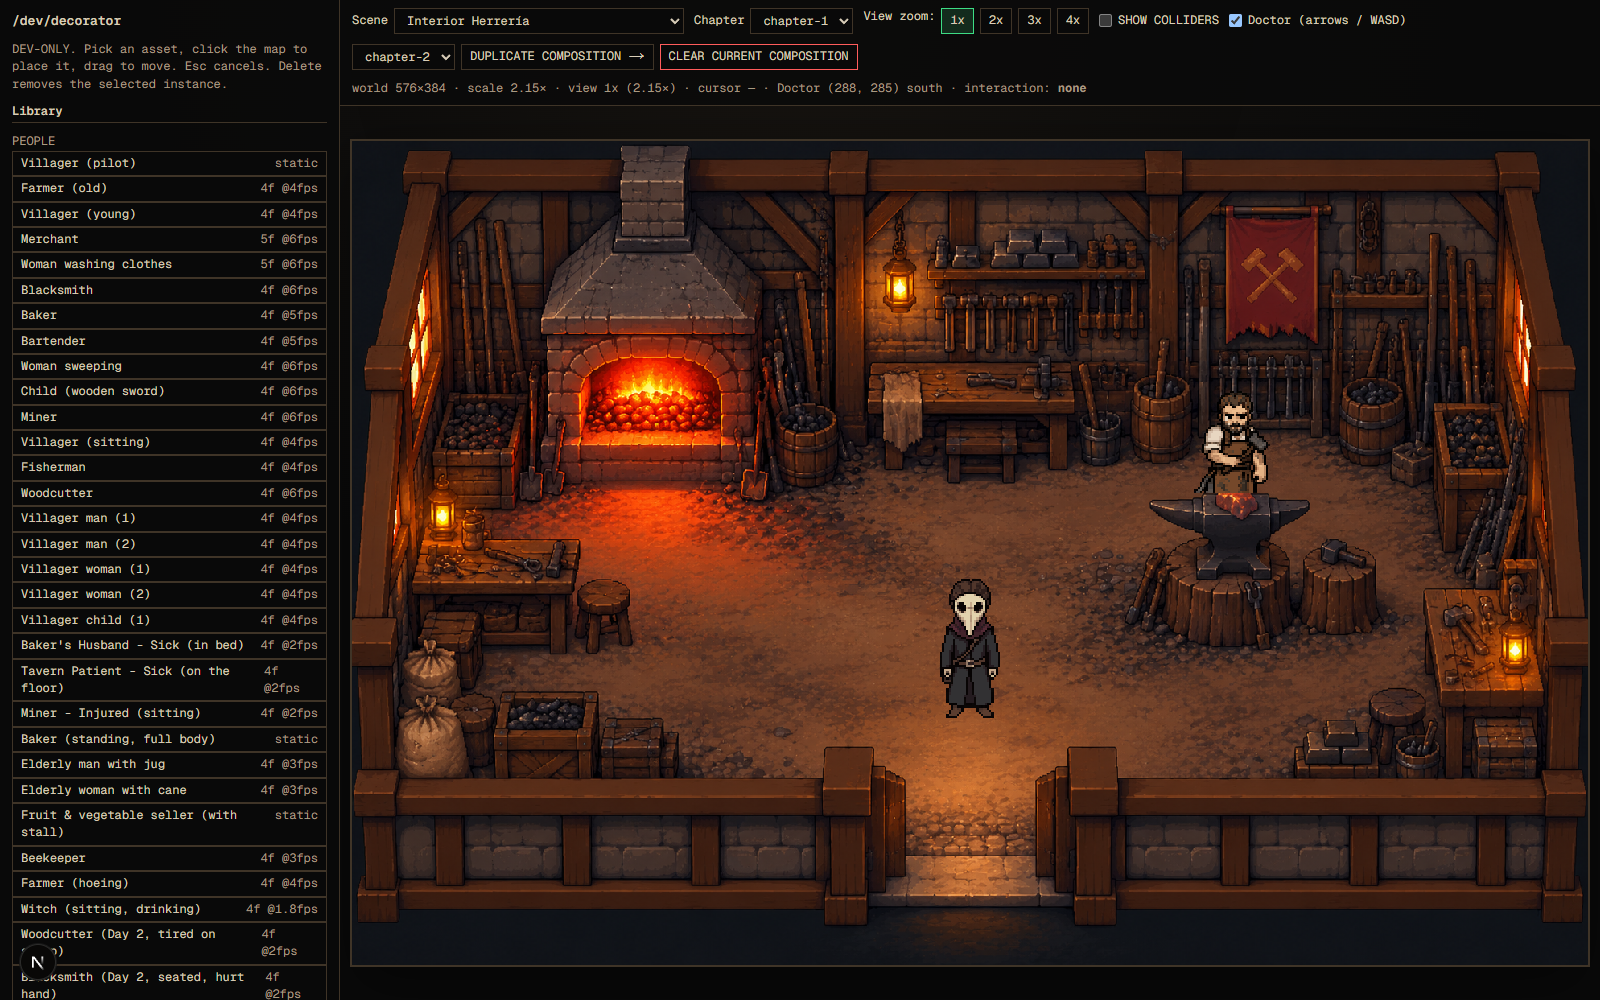 /dev/decorator
DEV-ONLY. Pick an asset, click the map to
place it, drag to move. Esc cancels. Delete
removes the selected instance.
Library
PEOPLE
Villager (pilot) static
Farmer (old) 4f @4fps
Villager (young) 4f @4fps
Merchant 5f @6fps
Woman washing clothes 5f @6fps
Blacksmith 4f @6fps
Baker 4f @5fps
Bartender 4f @5fps
Woman sweeping 4f @6fps
Child (wooden sword) 4f @6fps
Miner 4f @6fps
Villager (sitting) 4f @4fps
Fisherman 4f @4fps
Woodcutter 4f @6fps
Villager man (1) 4f @4fps
Villager man (2) 4f @4fps
Villager woman (1) 4f @4fps
Villager woman (2) 4f @4fps
Villager child (1) 4f @4fps
Baker's Husband - Sick (in bed) 4f @2fps
Tavern Patient - Sick (on the 4f
floor) @2fps
Miner - Injured (sitting) 4f @2fps
Baker (standing, full body) static
Elderly man with jug 4f @3fps
Elderly woman with cane 4f @3fps
Fruit & vegetable seller (with static
stall)
Beekeeper 4f @3fps
Farmer (hoeing) 4f @4fps
Witch (sitting, drinking) 4f @1.8fps
Woodcutter (Day 2, tired on 4f
@2fps
(Day 2, seated, hurt 4f
hand) @2fps
N
Scene Interior Herrería Chapter chapter-1 View zoom: 1x 2x 3x 4x SHOW COLLIDERS Doctor (arrows / WASD)
chapter-2 DUPLICATE COMPOSITION → CLEAR CURRENT COMPOSITION
world 576×384 · scale 2.15× · view 1x (2.15×) · cursor — · Doctor (288, 285) south · interaction: none